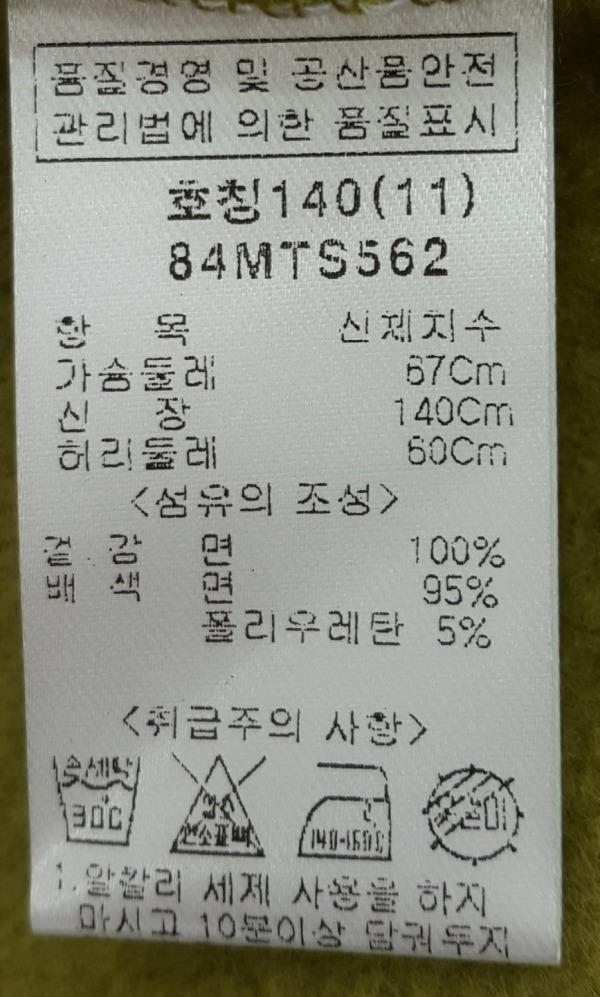 품질경영 및 공산품안전
관리법에 의한 품질표시
호칭140(11)
84MTS562
항 목 신체치수
가슴둘레 67Cm
신 장 140Cm
허리둘레 60Cm
<섬유의 조성>
겉 감 면 100%
배 색 면 95%
폴리우레탄 5%
<취급주의 사항>
손세탁
30C
염소표백
140-160C
1.알칼리 세제 사용을 하지
마시고 10분이상 담궈두지